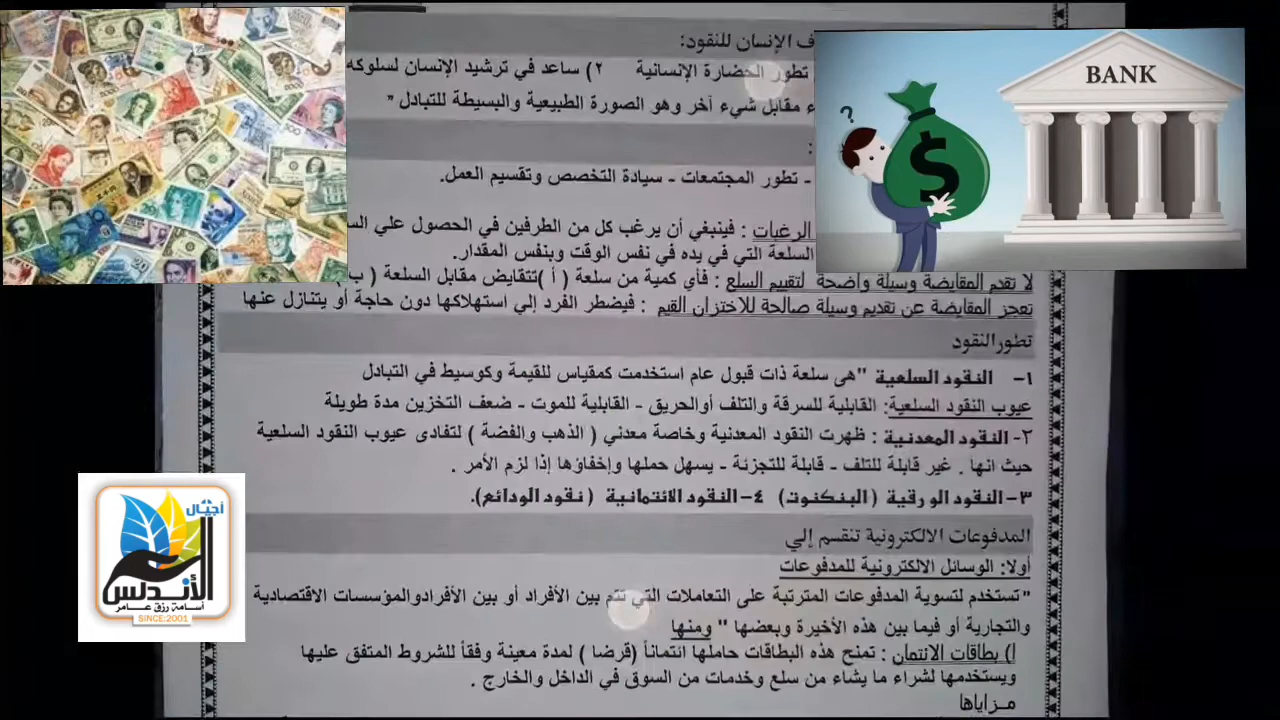 ف الإنسان للنقود:
تطور الحضارة الإنسانية ٢) ساعد في ترشيد الإنسان لسلوكه
ء مقابل شيء آخر وهو الصورة الطبيعية والبسيطة للتبادل "
:
- تطور المجتمعات - سيادة التخصص وتقسيم العمل.
الرغبات : فينبغي أن يرغب كل من الطرفين في الحصول علي الس
السلعة التي في يده في نفس الوقت وبنفس المقدار.
لا تقدم المقايضة وسيلة واضحة لتقييم السلع : فأي كمية من سلعة ( أ )تتقايض مقابل السلعة ( ب
تعجز المقايضة عن تقديم وسيلة صالحة للاختزان القيم : فيضطر الفرد إلي استهلاكها دون حاجة أو يتنازل عنها
تطورالنقود
١- النقود السلعية "هى سلعة ذات قبول عام استخدمت كمقياس للقيمة وكوسيط في التبادل
عيوب النقود السلعية: القابلية للسرقة والتلف أوالحريق - القابلية للموت - ضعف التخزين مدة طويلة
٢- النقود المعدنية : ظهرت النقود المعدنية وخاصة معدني ( الذهب والفضة ) لتفادى عيوب النقود السلعية
حيث انها . غير قابلة للتلف - قابلة للتجزئة - يسهل حملها وإخفاؤها إذا لزم الأمر .
٣- النقود الورقية (البنكنوت) ٤- النقود الائتمانية (نقود الودائع).
المدفوعات الالكترونية تنقسم إلي
أولا: الوسائل الالكترونية للمدفوعات
"تستخدم لتسوية المدفوعات المترتبة على التعاملات التي تتم بين الأفراد أو بين الأفرادوالمؤسسات الاقتصادية
والتجارية أو فيما بين هذه الأخيرة وبعضها " ومنها
أ) بطاقات الائتمان : تمنح هذه البطاقات حاملها ائتماناً (قرضا ) لمدة معينة وفقاً للشروط المتفق عليها
ويستخدمها لشراء ما يشاء من سلع وخدمات من السوق في الداخل والخارج .
مزاياها
BANK
?
$
أجيال
الأندلس
أسامة رزق عامر
SINCE:2001